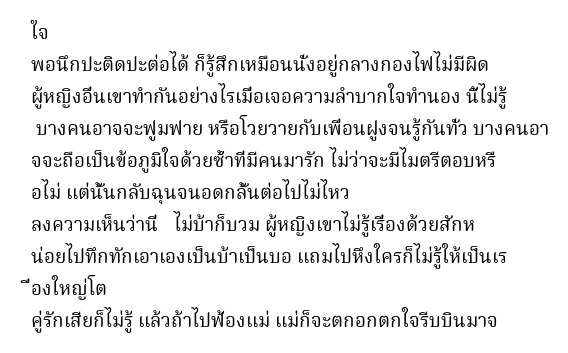 ใจ
พอนึกปะติดปะต่อได้ ก็รู้สึกเหมือนนั่งอยู่กลางกองไฟไม่มีผิด
ผู้หญิงอื่นเขาทำกันอย่างไรเมื่อเจอความลำบากใจทำนอง นี้ไม่รู้
บางคนอาจจะฟูมฟาย หรือโวยวายกับเพื่อนฝูงจนรู้กันทั่ว บางคนอา
จจะถือเป็นข้อภูมิใจด้วยซ้ำที่มีคนมารัก ไม่ว่าจะมีไมตรีตอบหรื
อไม่ แต่นั้นกลับฉุนจนอดกลั้นต่อไปไม่ไหว
ลงความเห็นว่านี่   ไม่บ้าก็บวม ผู้หญิงเขาไม่รู้เรื่องด้วยสักห
น่อยไปทึกทักเอาเองเป็นบ้าเป็นบอ แถมไปหึงใครก็ไม่รู้ให้เป็นเร
ื่องใหญ่โต
คู่รักเสียก็ไม่รู้ แล้วถ้าไปฟ้องแม่ แม่ก็จะตกอกตกใจรีบบินมาจ